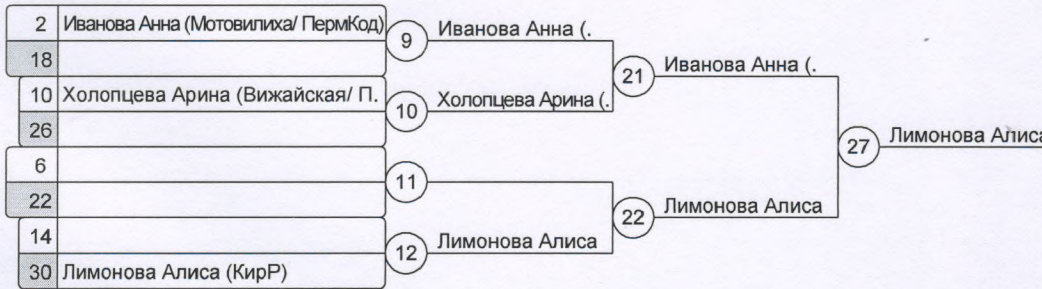 2 Иванова Анна (Мотовилиха/ ПермКод)
9
Иванова Анна (.
18
21
Иванова Анна (.
10 Холопцева Арина (Вижайская/ П.
10
Холопцева Арина (.
26
27
Лимонова Алиса
6
11
22
22
Лимонова Алиса
14
12
Лимонова Алиса
30 Лимонова Алиса (КирР)